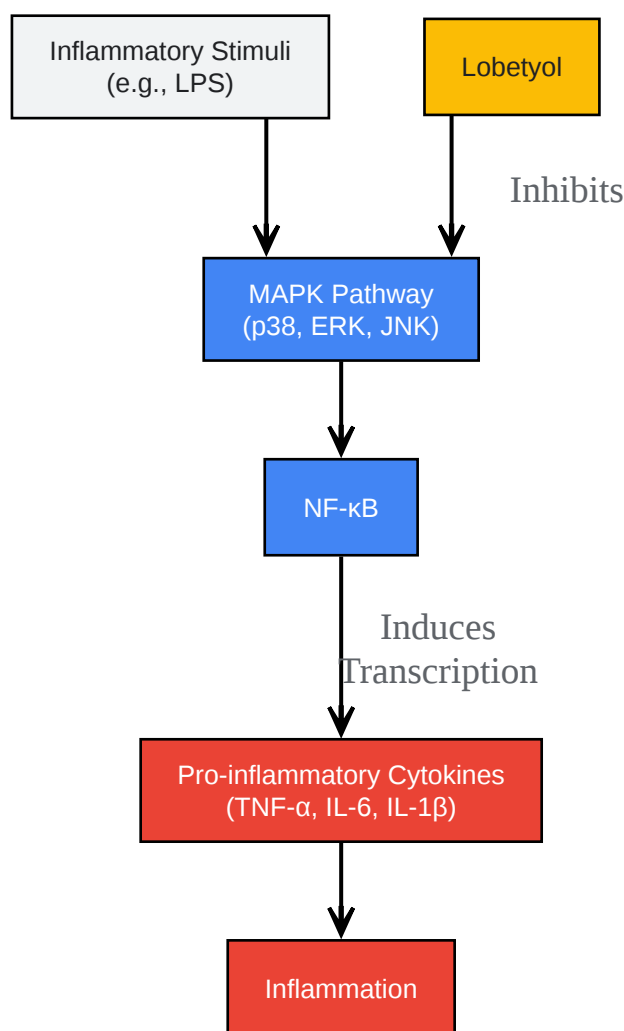 Inflammatory Stimuli
(e.g., LPS)
Lobetyol
Inhibits
MAPK Pathway
(p38, ERK, JNK)
NF-κB
Induces
Transcription
Pro-inflammatory Cytokines
(TNF-α, IL-6, IL-1β)
Inflammation